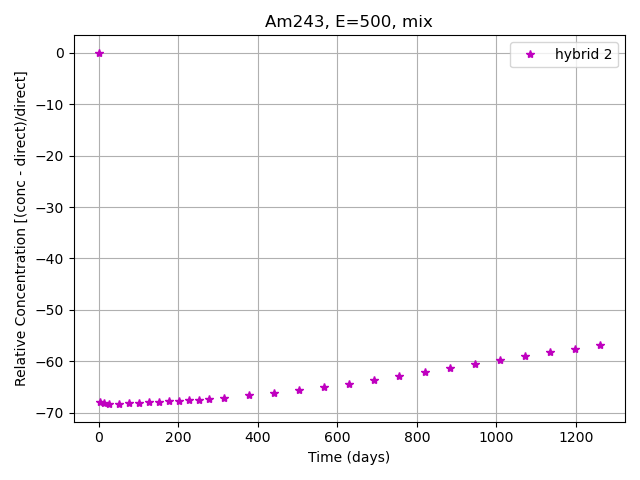 Am243, E=500, mix
hybrid 2
Relative Concentration [(conc - direct)/direct]
0
−10
−20
−30
−40
−50
−60
−70
0 200 400 600 800 1000 1200
Time (days)